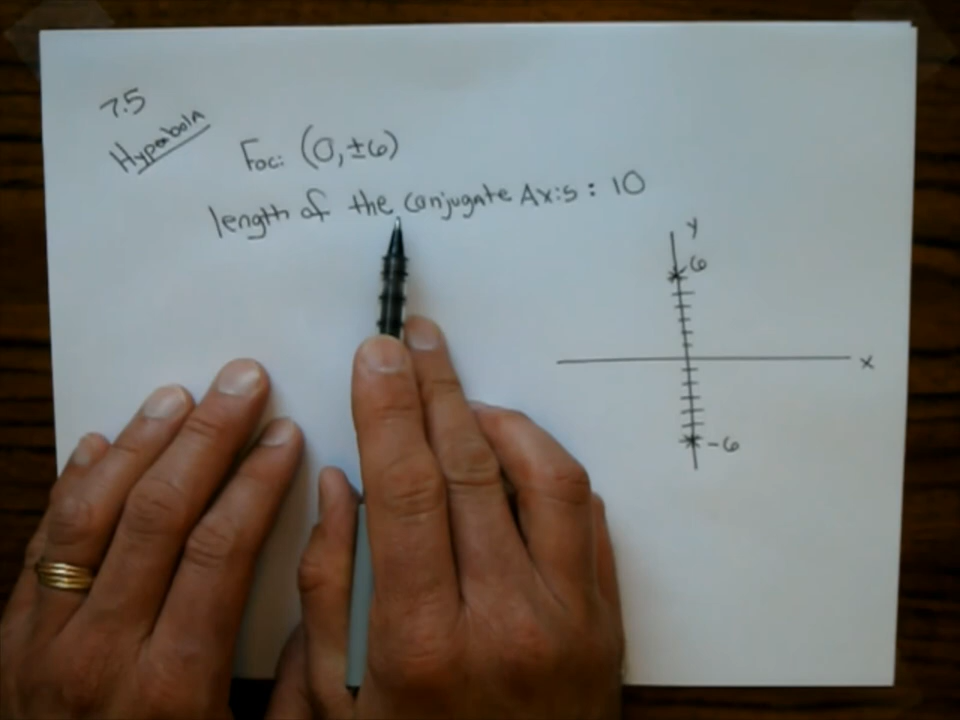 7.5
Hyperbola
Foci: (0, ±6)
length of the conjugate Axis: 10
y
6
x
-6